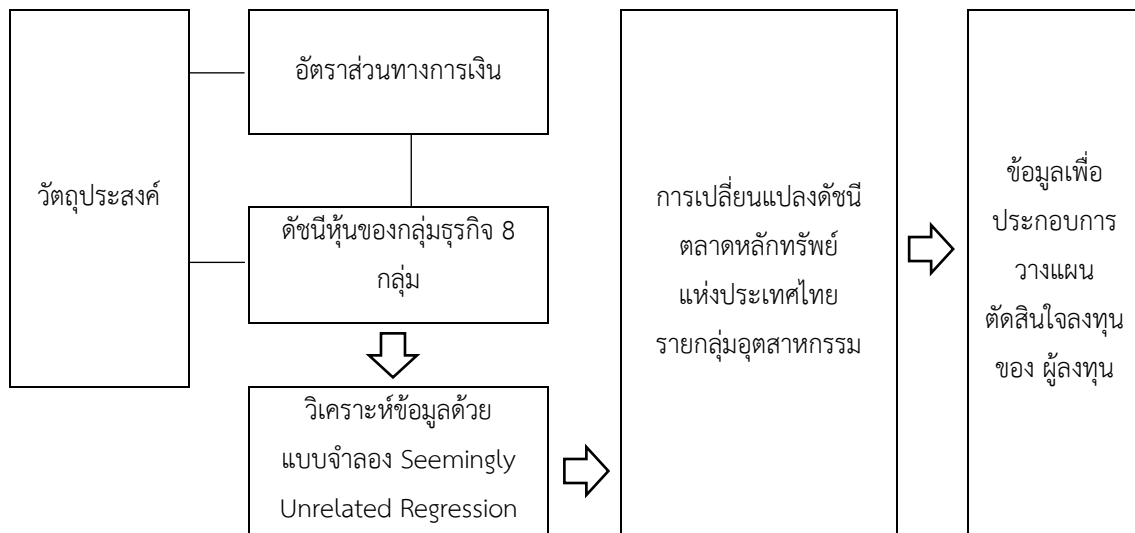 วัตถุประสงค์
อัตราส่วนทางการเงิน
ดัชนีหุ้นของกลุ่มธุรกิจ 8
กลุ่ม
วิเคราะห์ข้อมูลด้วย
แบบจำลอง Seemingly
Unrelated Regression
การเปลี่ยนแปลงดัชนี
ตลาดหลักทรัพย์
แห่งประเทศไทย
รายกลุ่มอุตสาหกรรม
ข้อมูลเพื่อ
ประกอบการ
วางแผน
ตัดสินใจลงทุน
ของ ผู้ลงทุน